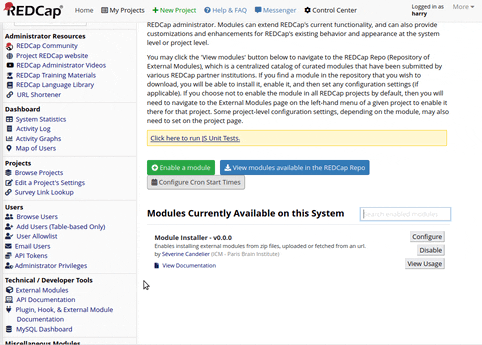 REDCap
Home
My Projects
New Project
Help & FAQ
Messenger
Control Center
Logged in as
harry
More
Administrator Resources
REDCap Community
Project REDCap website
REDCap Administrator Videos
REDCap Training Materials
REDCap Language Library
URL Shortener
Dashboard
System Statistics
Activity Log
Activity Graphs
Map of Users
Projects
Browse Projects
Edit a Project's Settings
Survey Link Lookup
Users
Browse Users
Add Users (Table-based Only)
User Allowlist
Email Users
API Tokens
Administrator Privileges
Technical / Developer Tools
External Modules
API Documentation
Plugin, Hook, & External Module
Documentation
MySQL Dashboard
Miscellaneous Modules
REDCap administrator. Modules can extend REDCap's current functionality, and can also provide
customizations and enhancements for REDCap's existing behavior and appearance at the system
level or project level.
You may click the 'View modules' button below to navigate to the REDCap Repo (Repository of
External Modules), which is a centralized catalog of curated modules that have been submitted by
various REDCap partner institutions. If you find a module in the repository that you wish to
download, you will be able to install it, enable it, and then set any configuration settings (if
applicable). If you choose not to enable the module in all REDCap projects by default, then you will
need to navigate to the External Modules page on the left-hand menu of a given project to enable it
there for that project. Some project-level configuration settings, depending on the module, may also
need to set on the project page.
Click here to run JS Unit Tests.
Enable a module
View modules available in the REDCap Repo
Configure Cron Start Times
Modules Currently Available on this System
Search enabled modules
Module Installer - v0.0.0
Enables installing external modules from zip files, uploaded or fetched from an url.
by Severine Candelier (ICM - Paris Brain Institute)
View Documentation
Configure
Disable
View Usage